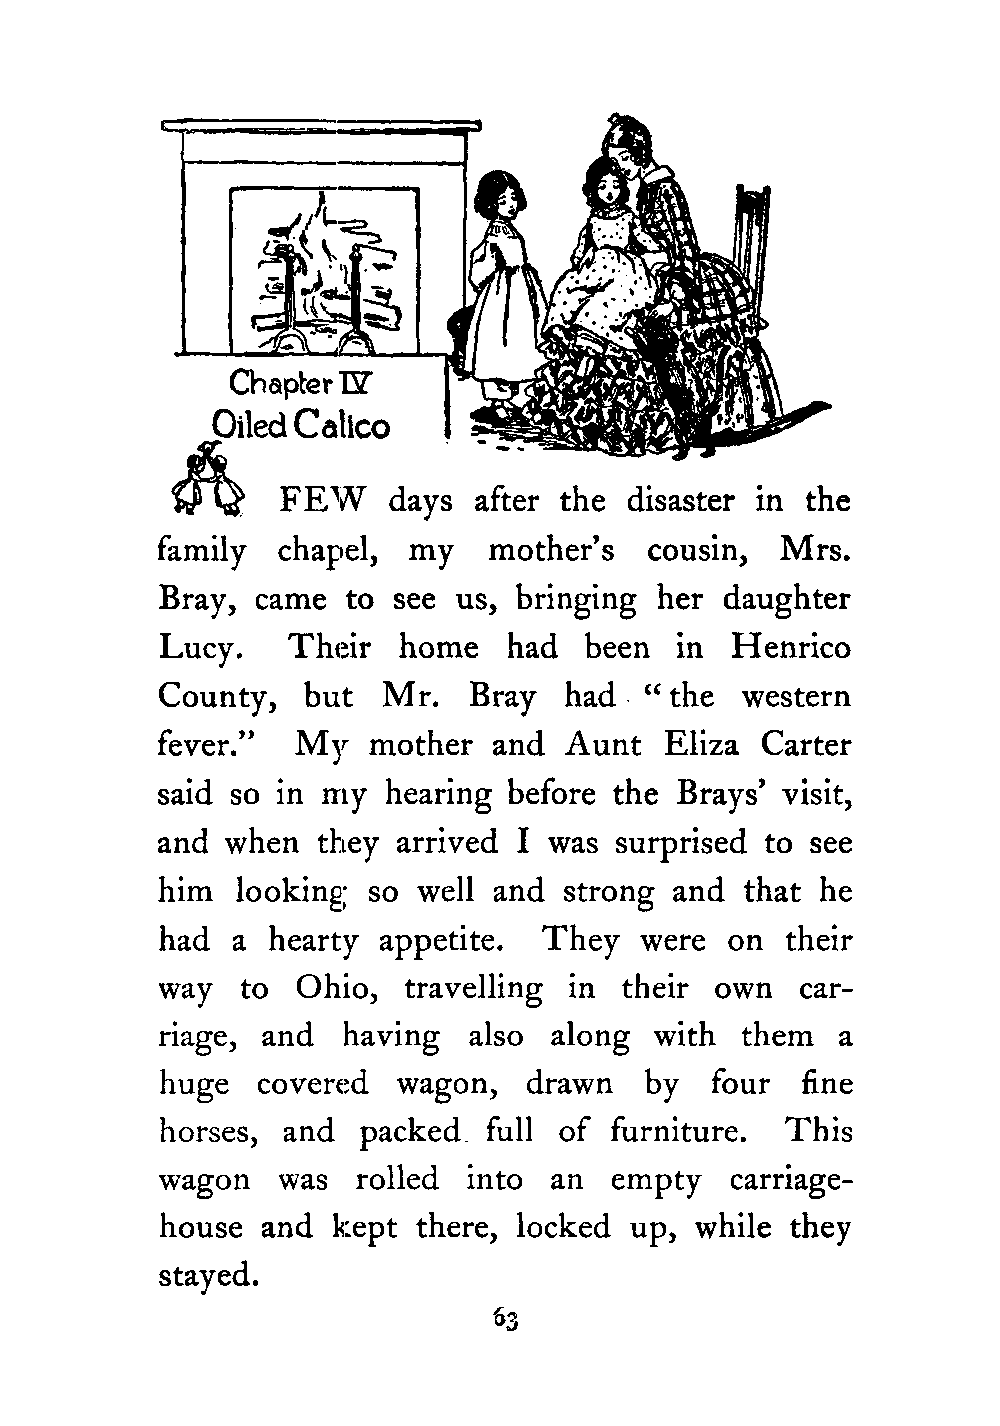 Chapter IV
Oiled Calico
A FEW days after the disaster in the
family chapel, my mother's cousin, Mrs.
Bray, came to see us, bringing her daughter
Lucy. Their home had been in Henrico
County, but Mr. Bray had “the western
fever.” My mother and Aunt Eliza Carter
said so in my hearing before the Brays' visit,
and when they arrived I was surprised to see
him looking so well and strong and that he
had a hearty appetite. They were on their
way to Ohio, travelling in their own car-
riage, and having also along with them a
huge covered wagon, drawn by four fine
horses, and packed full of furniture. This
wagon was rolled into an empty carriage-
house and kept there, locked up, while they
stayed.
63